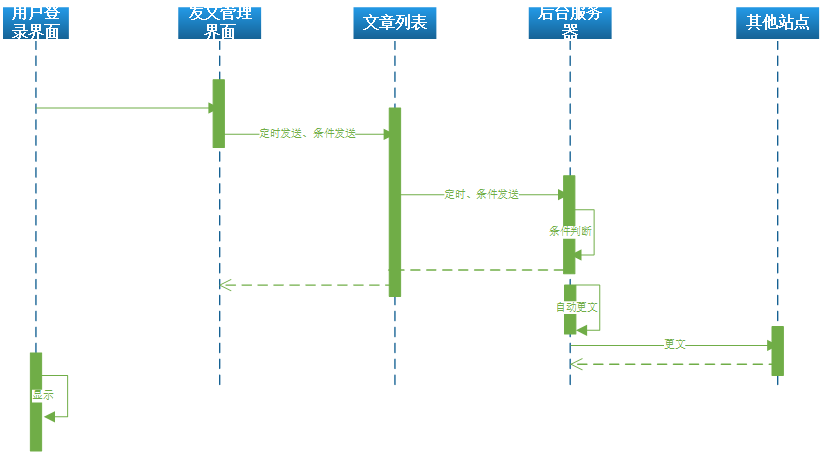 用户登
录界面
发文管理
界面
文章列表
后台服务
器
其他站点
定时发送、条件发送
定时、条件发送
条件判断
自动更文
更文
显示